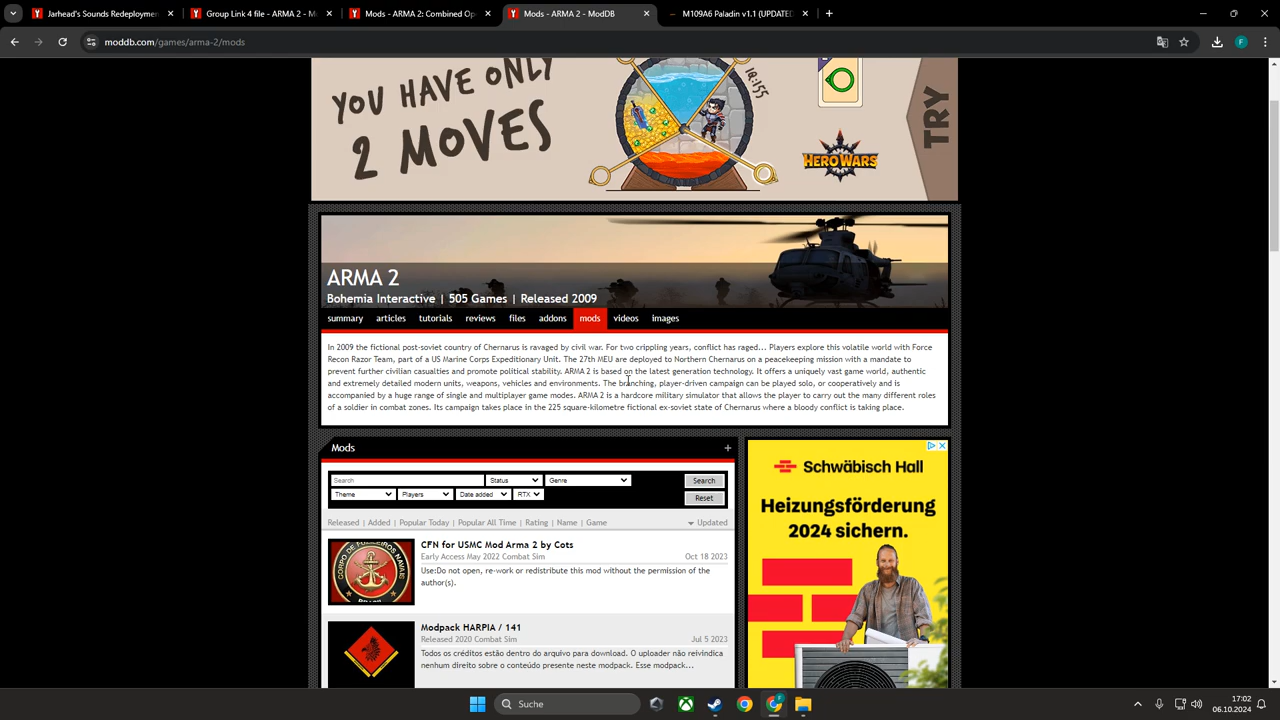 Jarhead's Sounds Redeployme
Group Link 4 file - ARMA 2 - M
Mods - ARMA 2: Combined Op
Mods - ARMA 2 - ModDB
M109A6 Paladin v1.1 (UPDATED
moddb.com/games/arma-2/mods
F
YOU HAVE ONLY
2 MOVES
18:155
TRY
HERO WARS
ARMA 2
Bohemia Interactive | 505 Games | Released 2009
summary articles tutorials reviews files addons mods videos images
In 2009 the fictional post-soviet country of Chernarus is ravaged by civil war. For two crippling years, conflict has raged... Players explore this volatile world with Force
Recon Razor Team, part of a US Marine Corps Expeditionary Unit. The 27th MEU are deployed to Northern Chernarus on a peacekeeping mission with a mandate to
prevent further civilian casualties and promote political stability. ARMA 2 is based on the latest generation technology. It offers a uniquely vast game world, authentic
and extremely detailed modern units, weapons, vehicles and environments. The branching, player-driven campaign can be played solo, or cooperatively and is
accompanied by a huge range of single and multiplayer game modes. ARMA 2 is a hardcore military simulator that allows the player to carry out the many different roles
of a soldier in combat zones. Its campaign takes place in the 225 square-kilometre fictional ex-soviet state of Chernarus where a bloody conflict is taking place.
Mods
+
Search Status Genre Search
Theme Players Date added RTX Reset
Released | Added | Popular Today | Popular All Time | Rating | Name | Game Updated
CFN for USMC Mod Arma 2 by Cots
Early Access May 2022 Combat Sim Oct 18 2023
Use:Do not open, re-work or redistribute this mod without the permission of the
author(s).
Modpack HARPIA / 141
Released 2020 Combat Sim Jul 5 2023
Todos os créditos estão dentro do arquivo para download. O uploader não reivindica
nenhum direito sobre o conteúdo presente neste modpack. Esse modpack...
Schwäbisch Hall
Heizungsförderung
2024 sichern.
Suche
17:02
06.10.2024